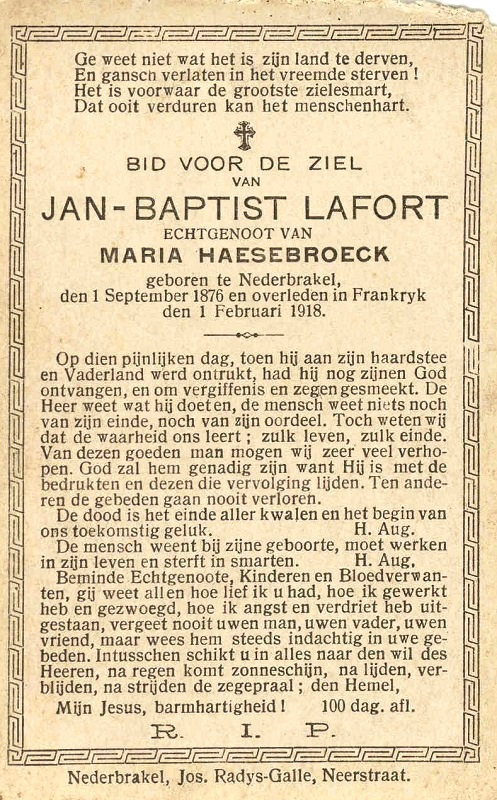 Ge weet niet wat het is zijn land te derven,
En gansch verlaten in het vreemde sterven !
Het is voorwaar de grootste zielesmart,
Dat ooit verduren kan het menschenhart.
BID VOOR DE ZIEL
VAN
JAN-BAPTIST LAFORT
ECHTGENOOT VAN
MARIA HAESEBROECK
geboren te Nederbrakel,
den 1 September 1876 en overleden in Frankryk
den 1 Februari 1918.
Op dien pijnlijken dag, toen hij aan zijn haardstee
en Vaderland werd ontrukt, had hij nog zijnen God
ontvangen, en om vergiffenis en zegen gesmeekt. De
Heer weet wat hij doet en, de mensch weet niets noch
van zijn einde, noch van zijn oordeel. Toch weten wij
dat de waarheid ons leert ; zulk leven, zulk einde.
Van dezen goeden man mogen wij zeer veel verho-
pen. God zal hem genadig zijn want Hij is met de
bedrukten en dezen die vervolging lijden. Ten ande-
ren de gebeden gaan nooit verloren.
De dood is het einde aller kwalen en het begin van
ons toekomstig geluk. H. Aug.
De mensch weent bij zijne geboorte, moet werken
in zijn leven en sterft in smarten. H. Aug,
Beminde Echtgenoote, Kinderen en Bloedverwan-
ten, gij weet allen hoe lief ik u had, hoe ik gewerkt
heb en gezwoegd, hoe ik angst en verdriet heb uit-
gestaan, vergeet nooit uwen man, uwen vader, uwen
vriend, maar wees hem steeds indachtig in uwe ge-
beden. Intusschen schikt u in alles naar den wil des
Heeren, na regen komt zonneschijn, na lijden, ver-
blijden, na strijden de zegepraal ; den Hemel,
Mijn Jesus, barmhartigheid ! 100 dag. afl.
R. I. P.
Nederbrakel, Jos. Radys-Galle, Neerstraat.